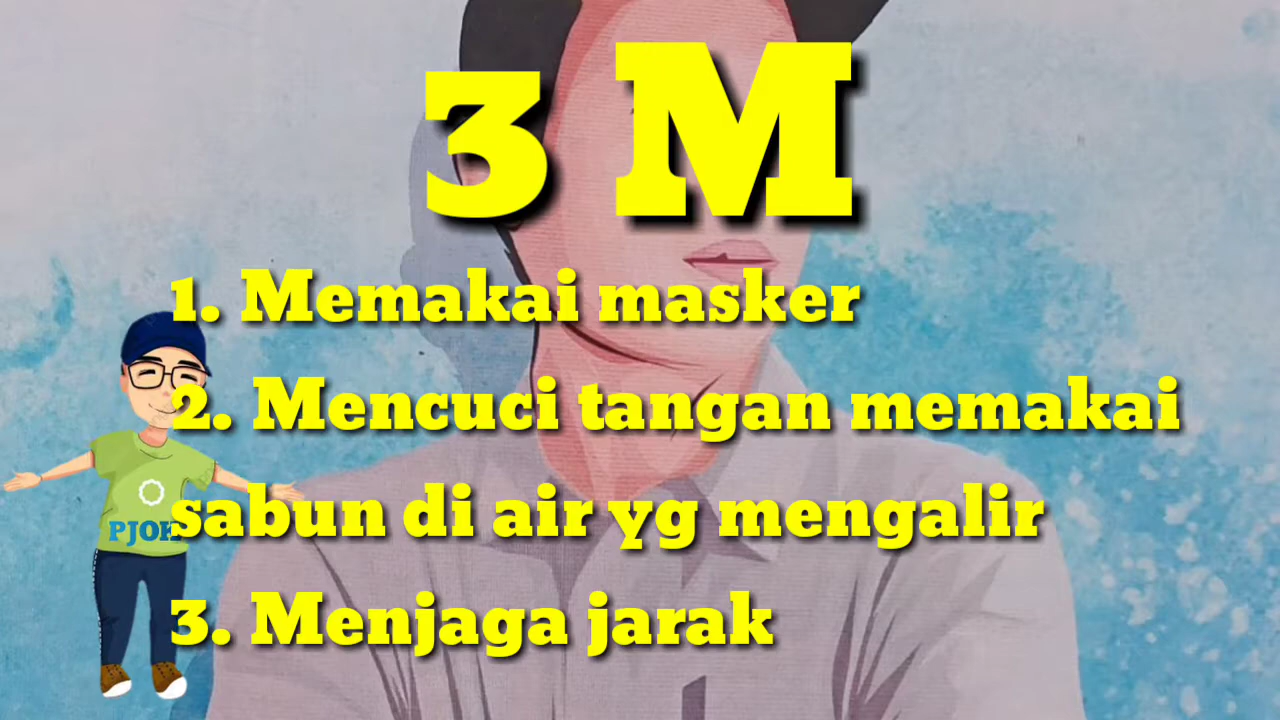 3 M
1. Memakai masker
2. Mencuci tangan memakai
sabun di air yg mengalir
3. Menjaga jarak
PJOK